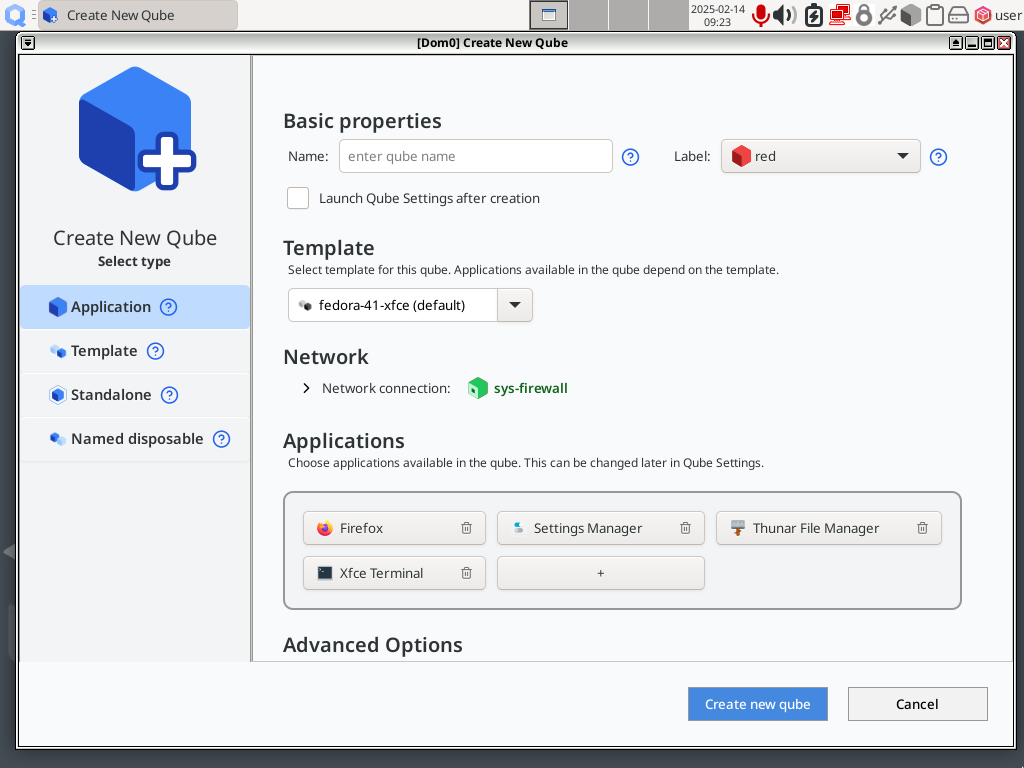 Create New Qube
2025-02-14
09:23
user
[Dom0] Create New Qube
Create New Qube
Select type
Application
Template
Standalone
Named disposable
Basic properties
Name: enter qube name Label: red
Launch Qube Settings after creation
Template
Select template for this qube. Applications available in the qube depend on the template.
fedora-41-xfce (default)
Network
Network connection: sys-firewall
Applications
Choose applications available in the qube. This can be changed later in Qube Settings.
Firefox Settings Manager Thunar File Manager
Xfce Terminal +
Advanced Options
Create new qube Cancel